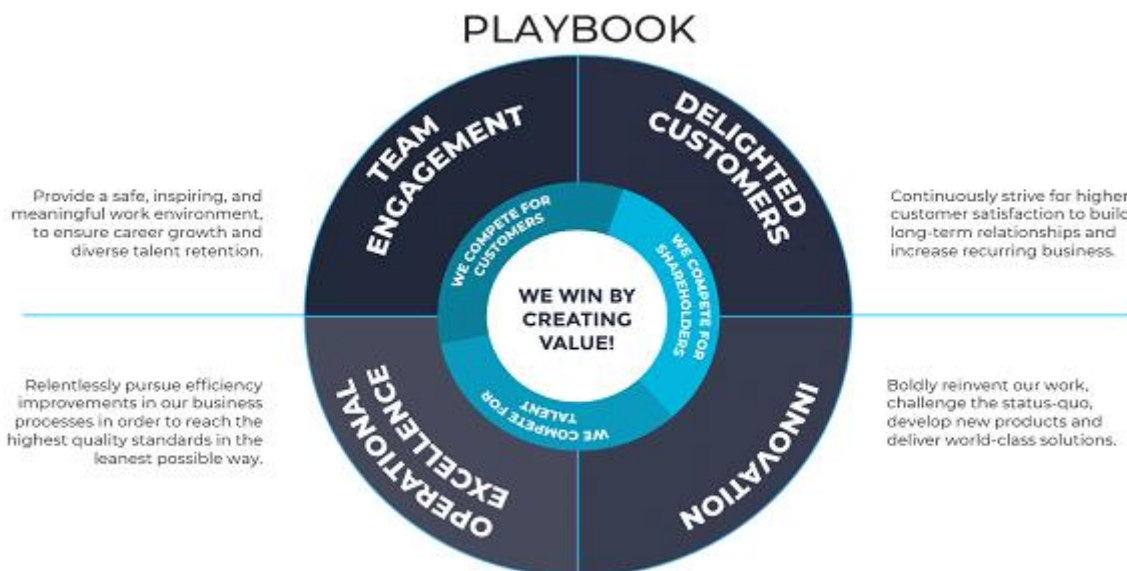 PLAYBOOK
TEAM
ENGAGEMENT
DELIGHTED
CUSTOMERS
Provide a safe, inspiring, and
meaningful work environment,
to ensure career growth and
diverse talent retention.
Continuously strive for higher
customer satisfaction to build
long-term relationships and
increase recurring business.
WE COMPETE FOR
CUSTOMERS
WE COMPETE FOR
SHAREHOLDERS
WE WIN BY
CREATING
VALUE!
WE COMPETE FOR
TALENT
Relentlessly pursue efficiency
improvements in our business
processes in order to reach the
highest quality standards in the
leanest possible way.
OPERATIONAL
EXCELLENCE
INNOVATION
Boldly reinvent our work,
challenge the status-quo,
develop new products and
deliver world-class solutions.